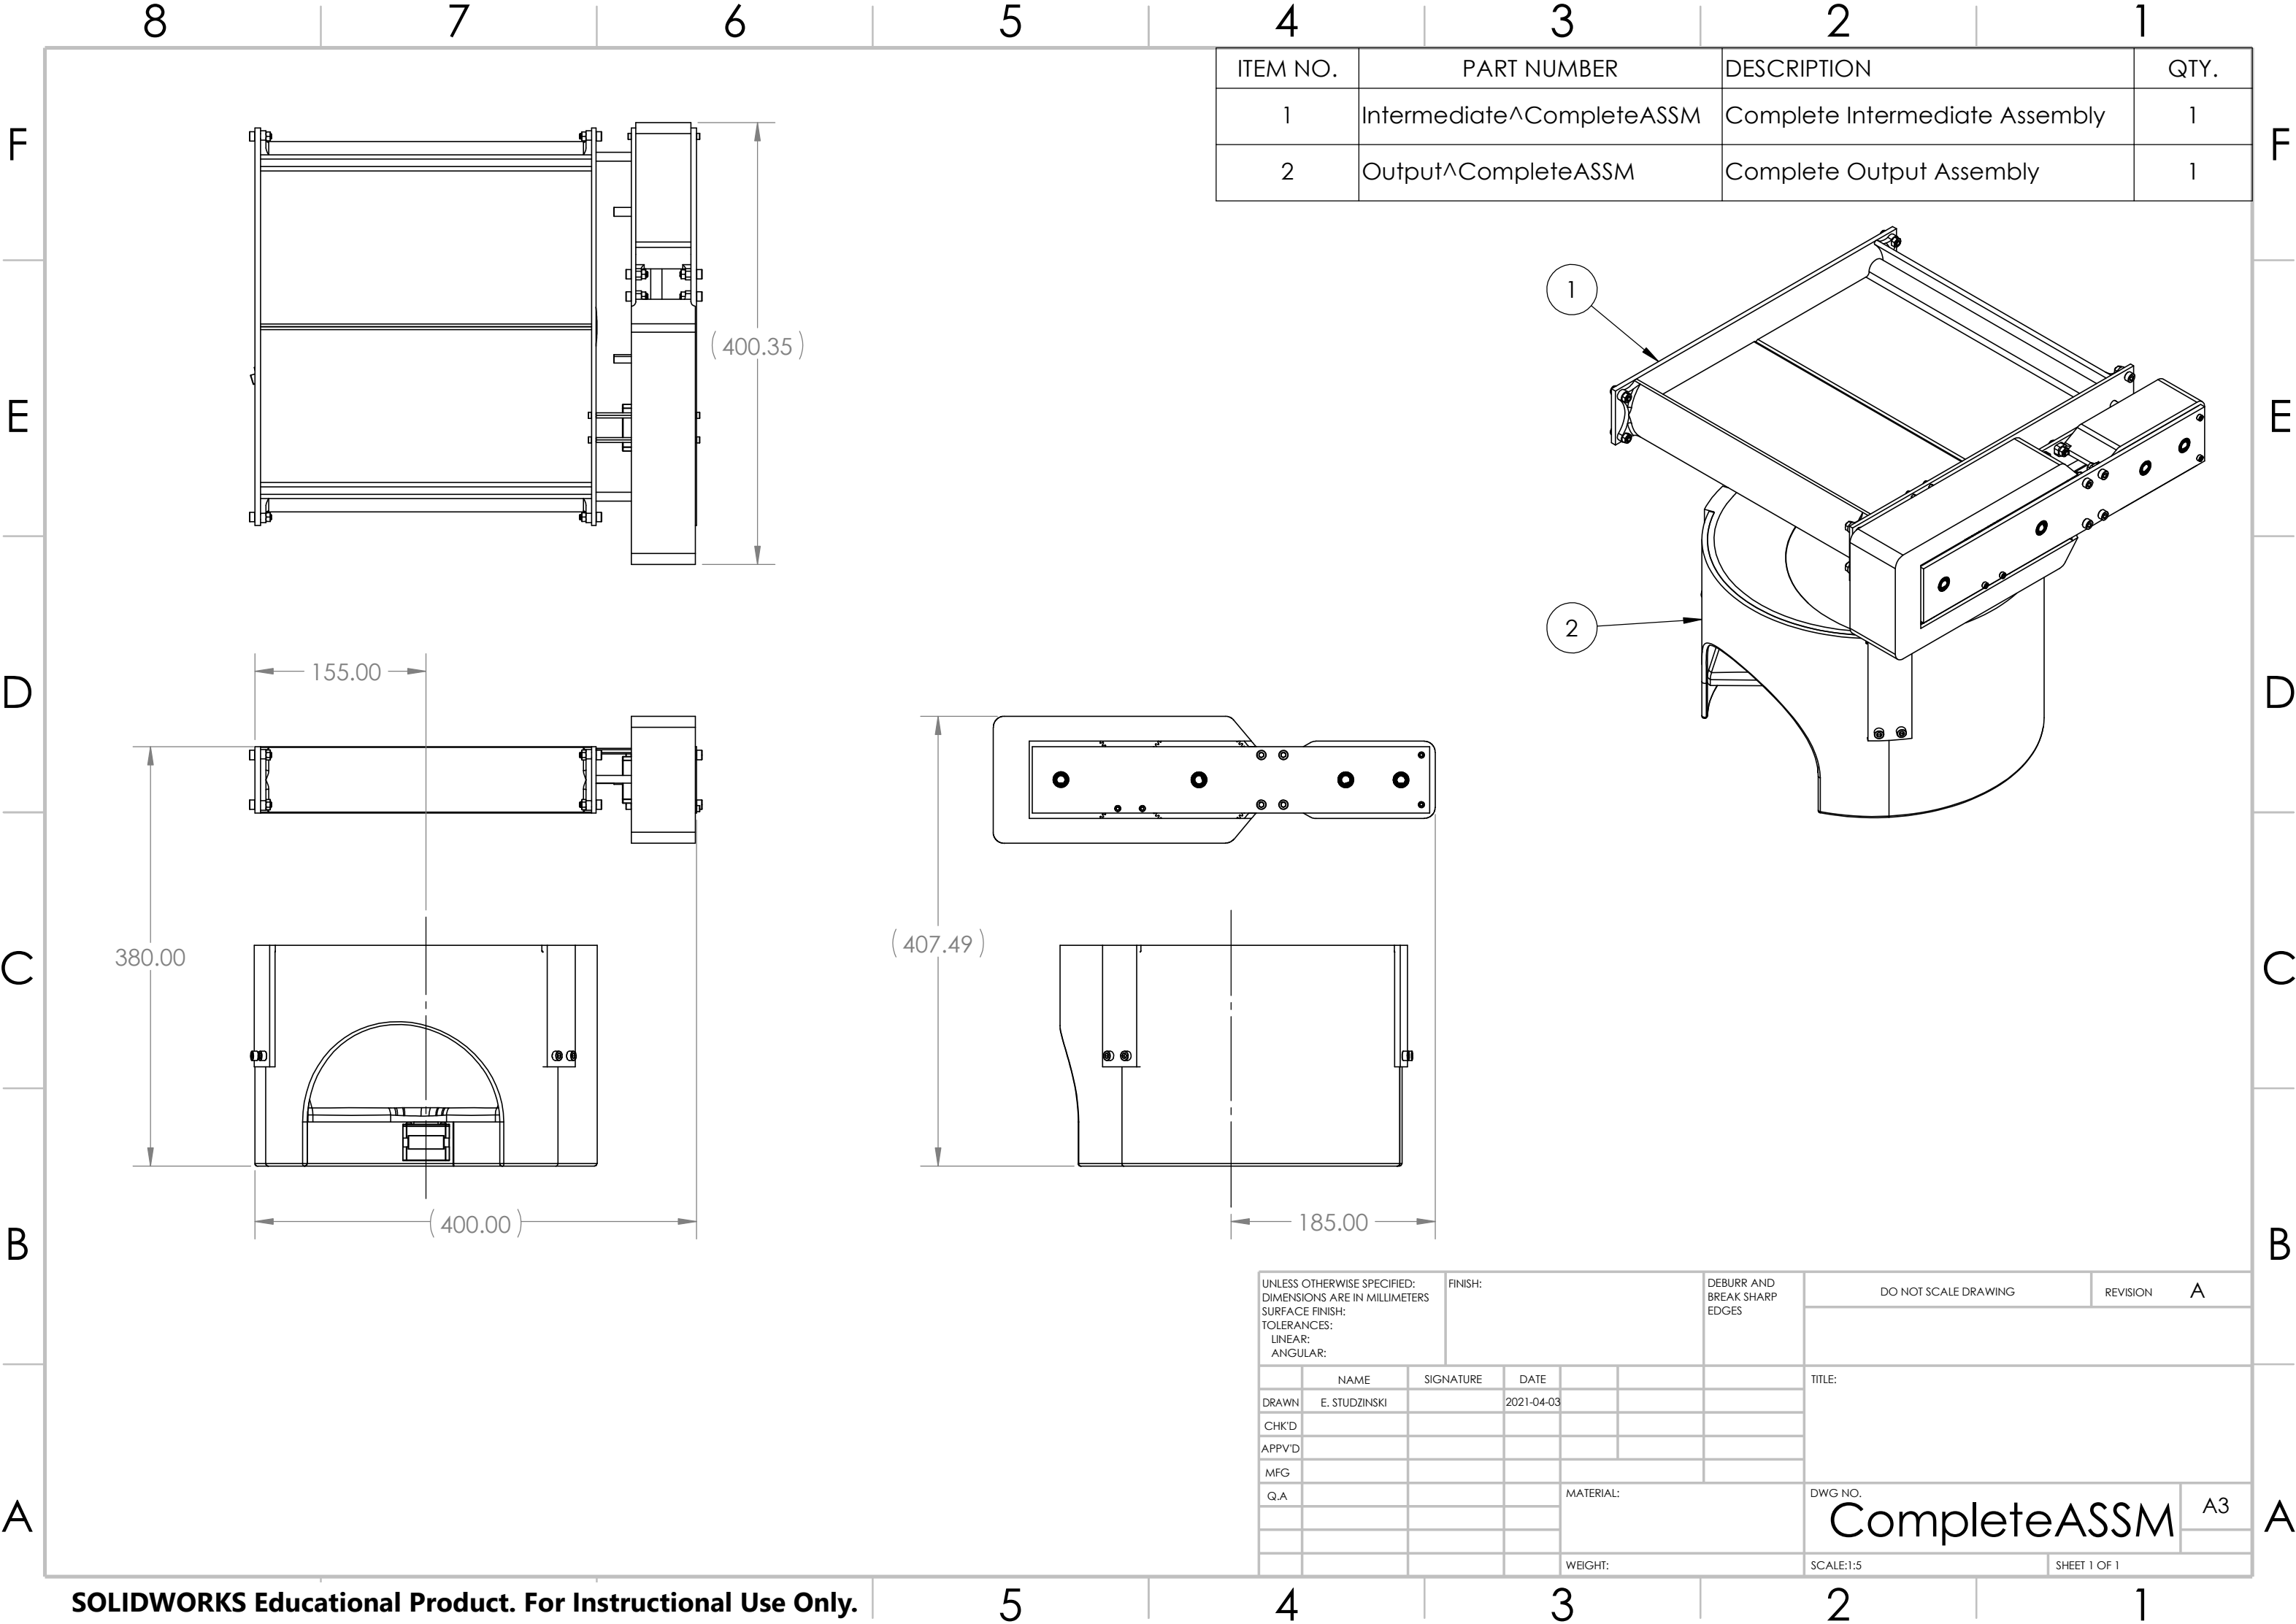 8 7 6 5 4 3 2 1
ITEM NO. PART NUMBER DESCRIPTION QTY.
1 Intermediate^CompleteASSM Complete Intermediate Assembly 1
2 Output^CompleteASSM Complete Output Assembly 1
F F
1
(400.35)
E E
2
155.00
D D
(407.49)
380.00
C C
(400.00)
185.00
B B
UNLESS OTHERWISE SPECIFIED:
DIMENSIONS ARE IN MILLIMETERS
SURFACE FINISH:
TOLERANCES:
LINEAR:
ANGULAR:
FINISH:
DEBURR AND
BREAK SHARP
EDGES
DO NOT SCALE DRAWING
REVISION A
NAME SIGNATURE DATE
TITLE:
DRAWN E. STUDZINSKI 2021-04-03
CHK'D
APPV'D
MFG
Q.A
MATERIAL:
DWG NO.
CompleteASSM
A3
A A
WEIGHT:
SCALE:1:5
SHEET 1 OF 1
SOLIDWORKS Educational Product. For Instructional Use Only.
5 4 3 2 1